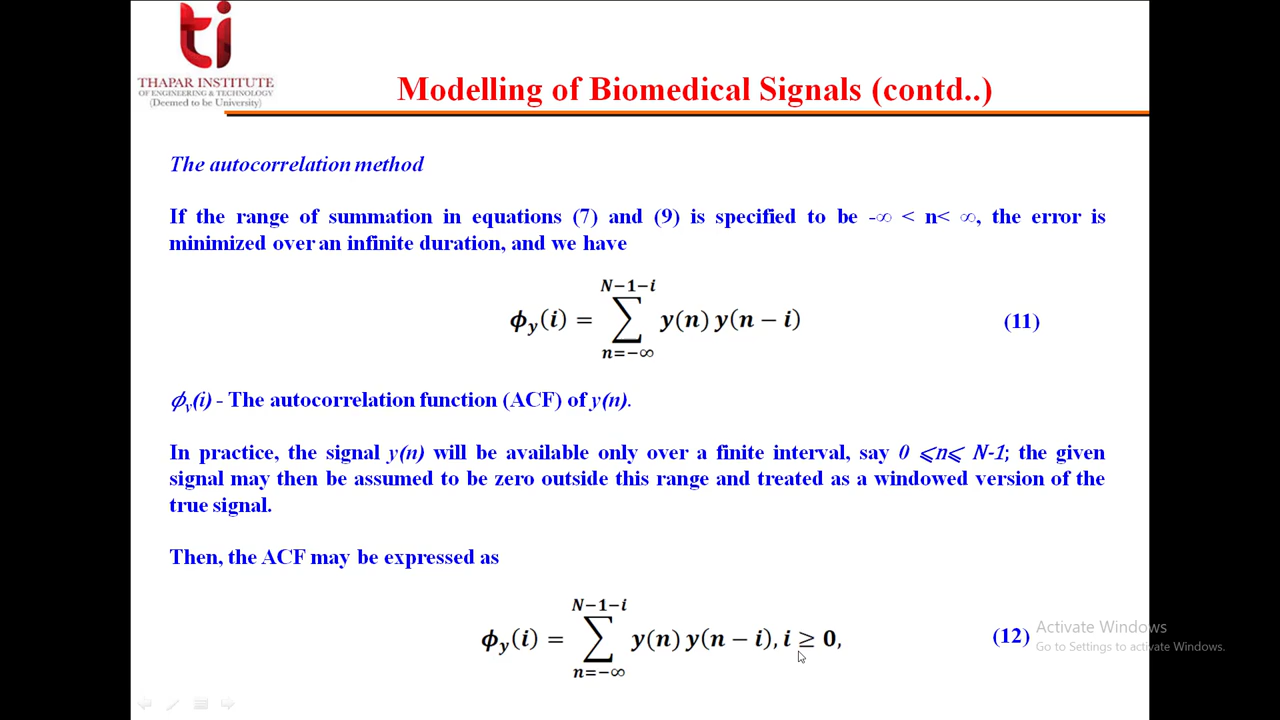 ti
THAPAR INSTITUTE
OF ENGINEERING & TECHNOLOGY
(Deemed to be University)
Modelling of Biomedical Signals (contd..)
The autocorrelation method
If the range of summation in equations (7) and (9) is specified to be -∞ < n< ∞, the error is
minimized over an infinite duration, and we have
ϕy(i) = ∑_{n=−∞}^{N−1−i} y(n) y(n − i) (11)
ϕy(i) - The autocorrelation function (ACF) of y(n).
In practice, the signal y(n) will be available only over a finite interval, say 0 ⩽n⩽ N-1; the given
signal may then be assumed to be zero outside this range and treated as a windowed version of the
true signal.
Then, the ACF may be expressed as
ϕy(i) = ∑_{n=−∞}^{N−1−i} y(n) y(n − i), i ≥ 0, (12)
Activate Windows
Go to Settings to activate Windows.